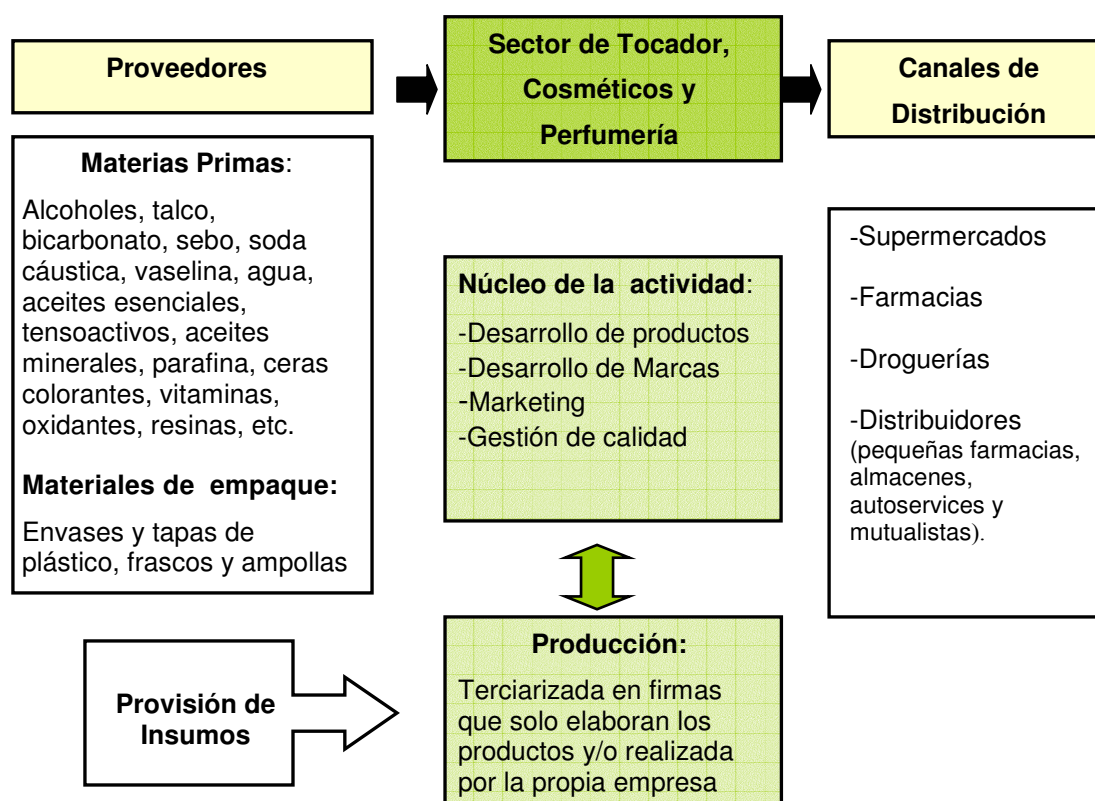 Proveedores
Sector de Tocador,
Cosméticos y
Perfumería
Canales de
Distribución
Materias Primas:
Alcoholes, talco,
bicarbonato, sebo, soda
cáustica, vaselina, agua,
aceites esenciales,
tensoactivos, aceites
minerales, parafina, ceras
colorantes, vitaminas,
oxidantes, resinas, etc.
Materiales de empaque:
Envases y tapas de
plástico, frascos y ampollas
Núcleo de la actividad:
-Desarrollo de productos
-Desarrollo de Marcas
-Marketing
-Gestión de calidad
-Supermercados
-Farmacias
-Droguerías
-Distribuidores
(pequeñas farmacias,
almacenes,
autoservices y
mutualistas).
Provisión de
Insumos
Producción:
Terciarizada en firmas
que solo elaboran los
productos y/o realizada
por la propia empresa